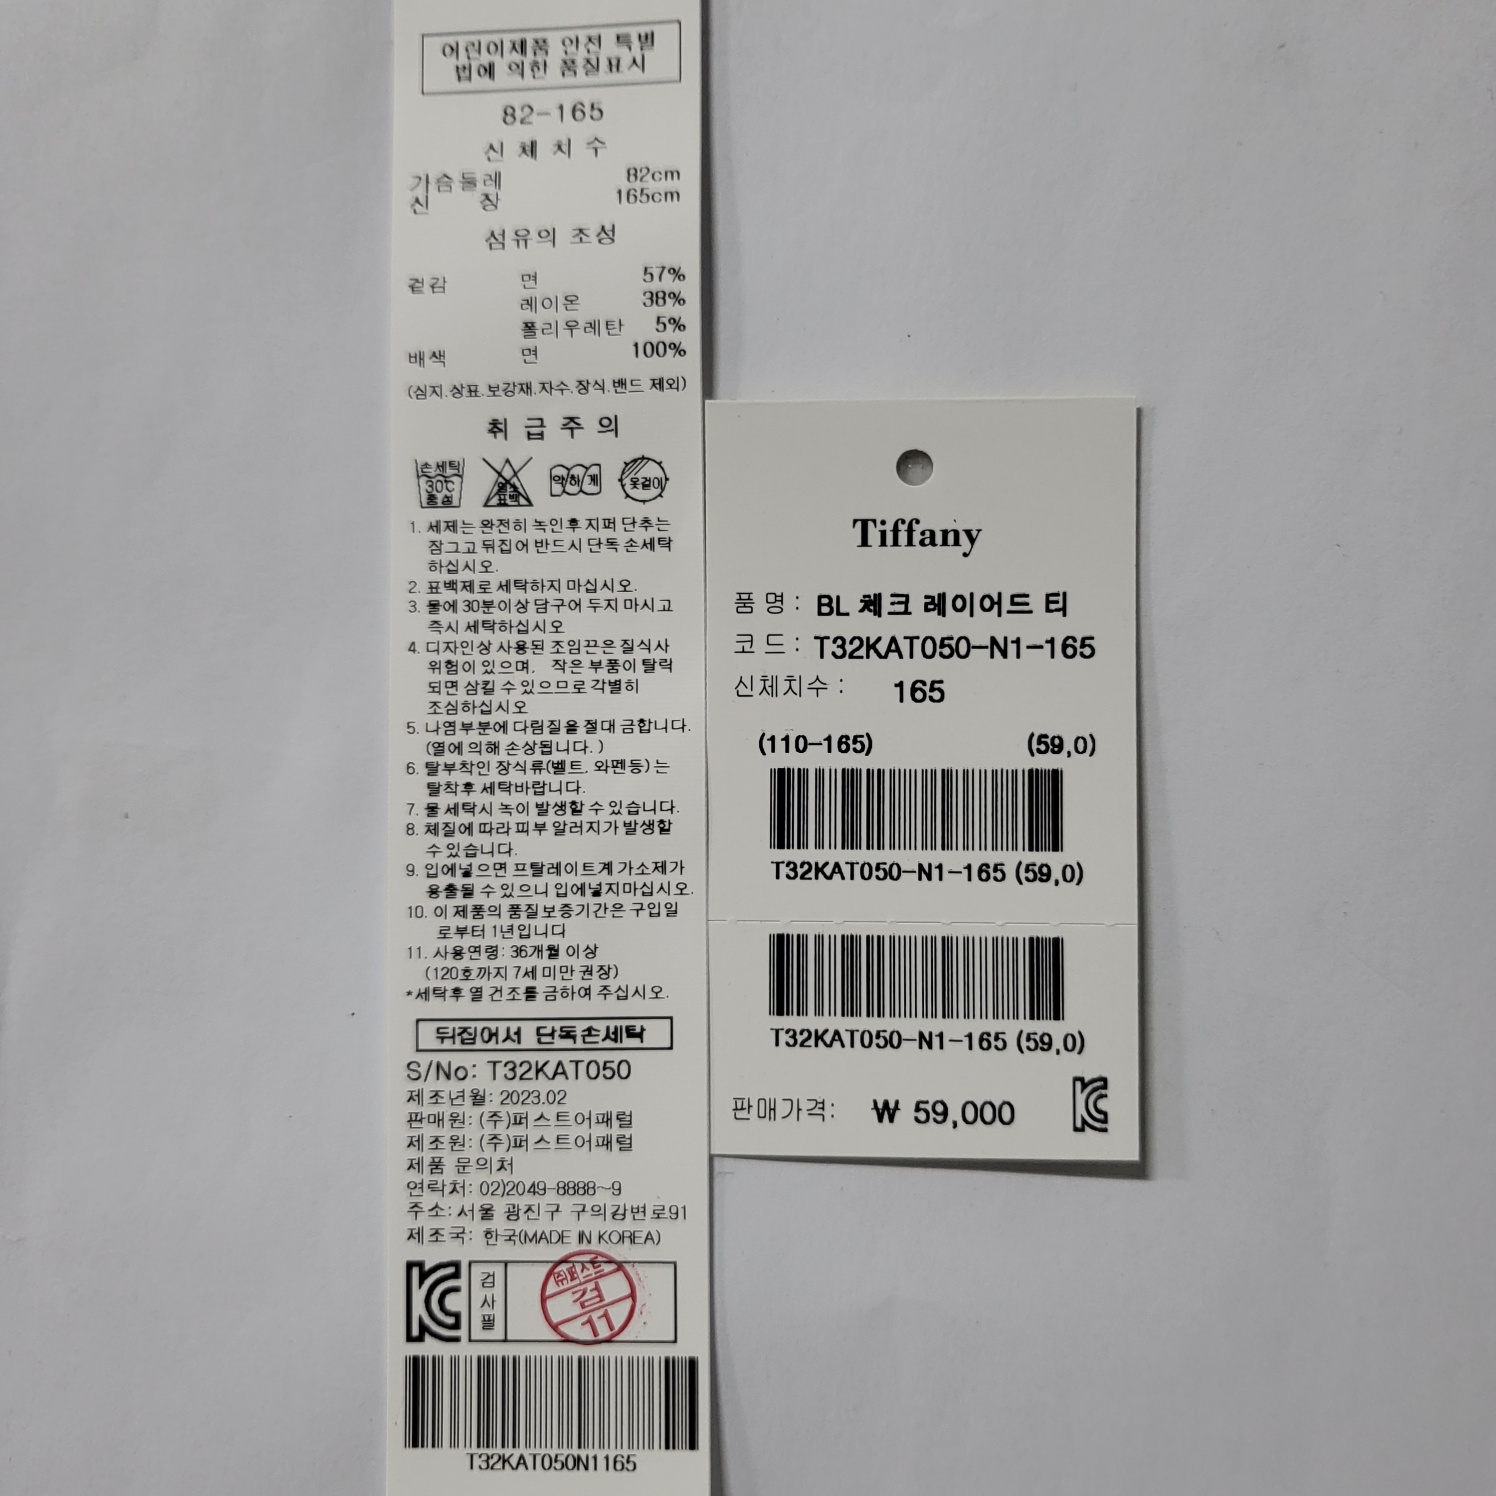 어린이제품 안전 특별
법에 의한 품질표시
82-165
신 체 치 수
가슴둘레 82cm
신 장 165cm
섬유의 조성
겉감 면 57%
레이온 38%
폴리우레탄 5%
배색 면 100%
(심지.상표.보강재.자수.장식.밴드 제외)
취 급 주 의
손세탁
30℃
중성
염소
표백
약하게
옷걸이
1. 세제는 완전히 녹인후 지퍼 단추는
잠그고 뒤집어 반드시 단독 손세탁
하십시오.
2. 표백제로 세탁하지 마십시오.
3. 물에 30분이상 담구어 두지 마시고
즉시 세탁하십시오
4. 디자인상 사용된 조임끈은 질식사
위험이 있으며, 작은 부품이 탈락
되면 삼킬 수 있으므로 각별히
조심하십시오
5. 나염부분에 다림질을 절대 금합니다.
(열에 의해 손상됩니다. )
6. 탈부착인 장식류(벨트, 와펜등) 는
탈착후 세탁바랍니다.
7. 물 세탁시 녹이 발생할 수 있습니다.
8. 체질에 따라 피부 알러지가 발생할
수 있습니다.
9. 입에넣으면 프탈레이트계 가소제가
용출될 수 있으니 입에넣지마십시오.
10. 이 제품의 품질보증기간은 구입일
로부터 1년입니다
11. 사용연령: 36개월 이상
(120호까지 7세 미만 권장)
*세탁후 열 건조를 금하여 주십시오.
뒤집어서 단독손세탁
S/No: T32KAT050
제조년월: 2023.02
판매원: (주)퍼스트어패럴
제조원: (주)퍼스트어패럴
제품 문의처
연락처: 02)2049-8888~9
주소: 서울 광진구 구의강변로91
제조국: 한국(MADE IN KOREA)
KC
검사필
㈜퍼스트
검
11
T32KAT050N1165
Tiffany
품 명 : BL 체크 레이어드 티
코 드 : T32KAT050-N1-165
신체치수 : 165
(110-165) (59,0)
T32KAT050-N1-165 (59,0)
T32KAT050-N1-165 (59,0)
판매가격: ₩ 59,000
KC